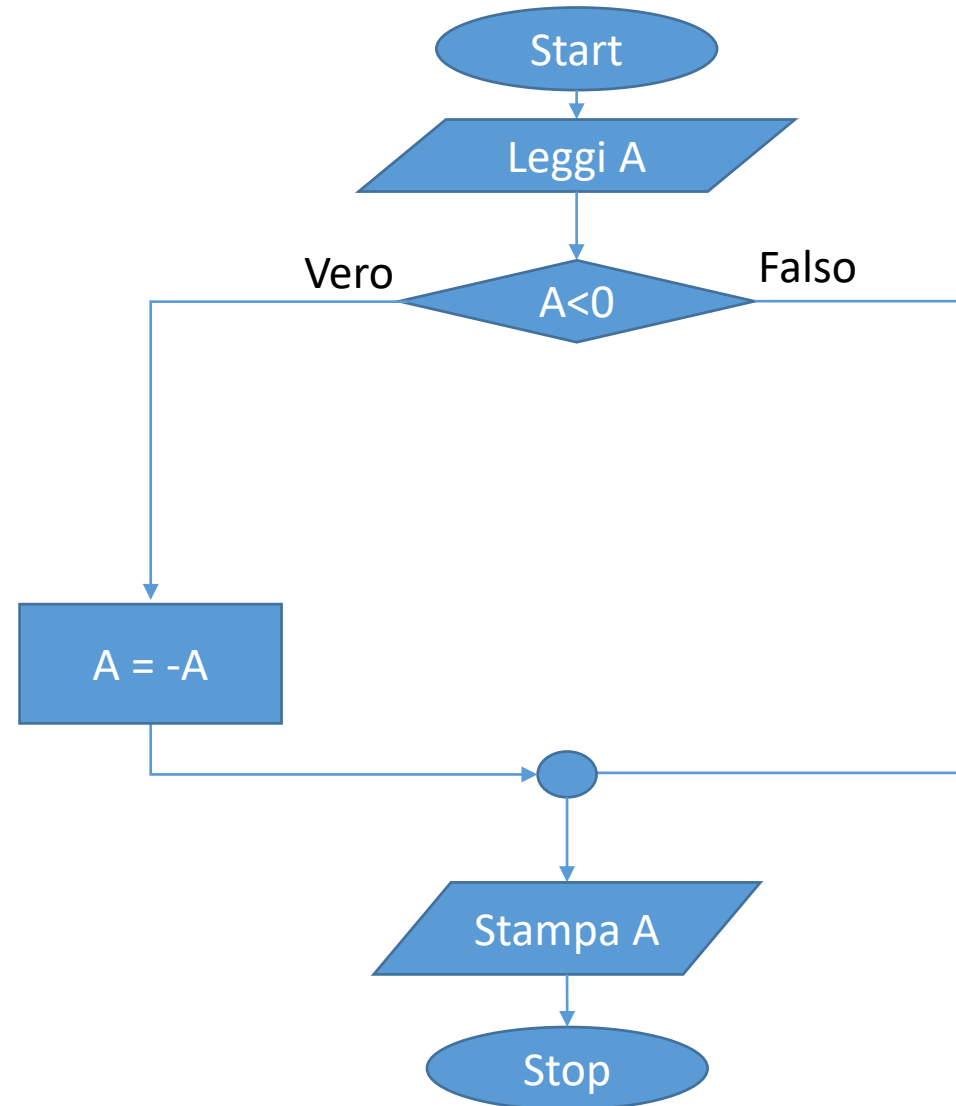 Start
Leggi A
Vero
Falso
A<0
A = -A
Stampa A
Stop